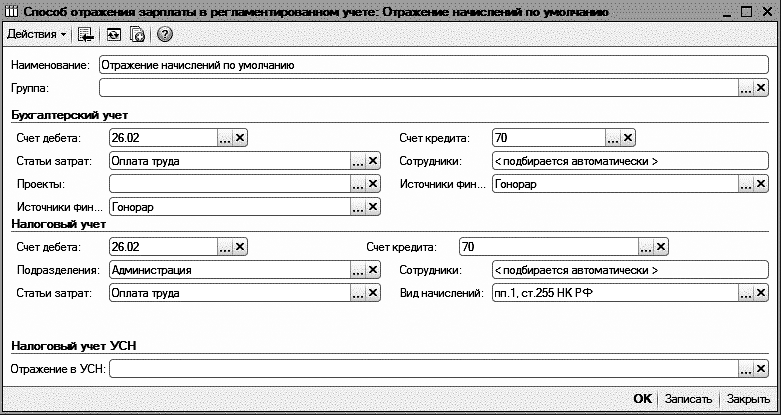 Способ отражения зарплаты в регламентированном учете: Отражение начислений по умолчанию
Действия
Наименование: Отражение начислений по умолчанию
Группа: ...
Бухгалтерский учет
Счет дебета: 26.02 ... Счет кредита: 70 ...
Статьи затрат: Оплата труда ... Сотрудники: < подбирается автоматически >
Проекты: ... Источники фин... Гонорар ...
Источники фин... Гонорар ...
Налоговый учет
Счет дебета: 26.02 ... Счет кредита: 70 ...
Подразделения: Администрация ... Сотрудники: < подбирается автоматически >
Статьи затрат: Оплата труда ... Вид начислений: пп.1, ст.255 НК РФ ...
Налоговый учет УСН
Отражение в УСН: ...
OK Записать Закрыть